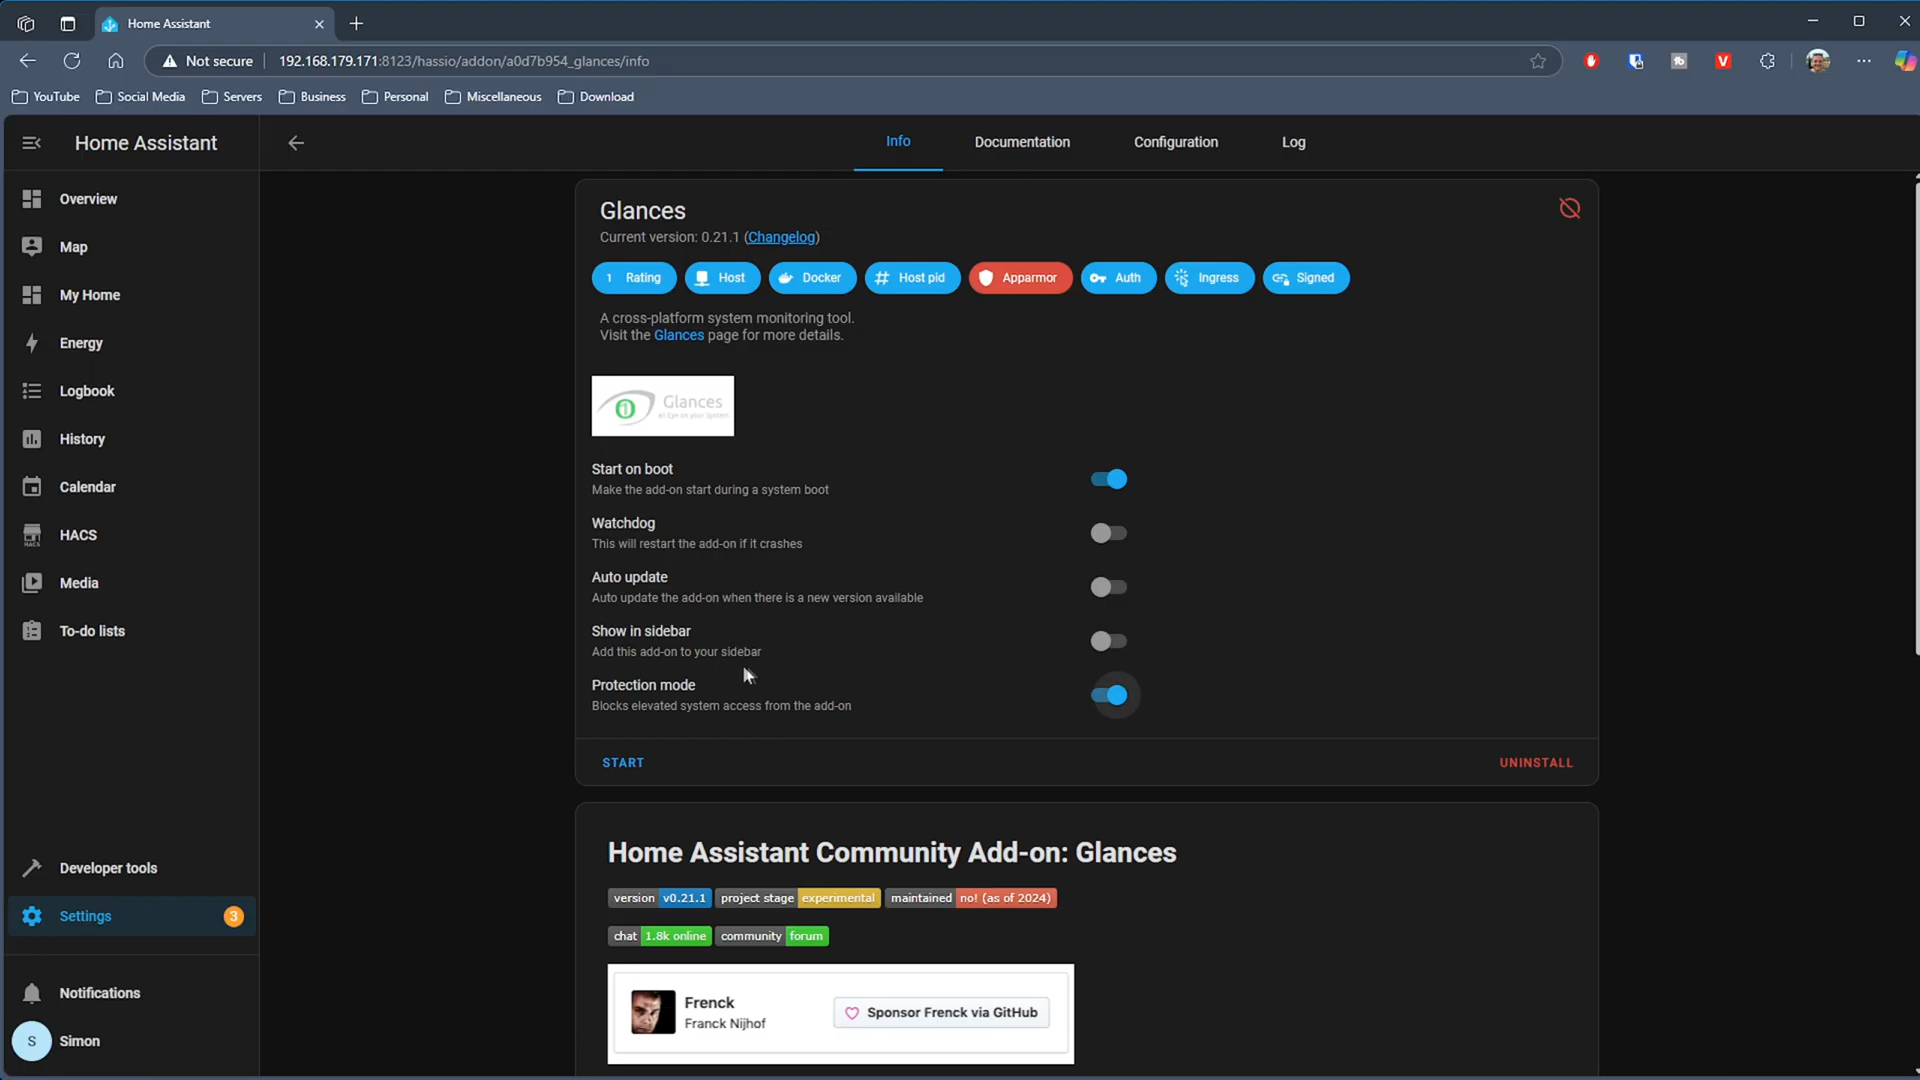 Home Assistant
Not secure
192.168.179.171:8123/hassio/addon/a0d7b954_glances/info
YouTube
Social Media
Servers
Business
Personal
Miscellaneous
Download
Home Assistant
Info
Documentation
Configuration
Log
Overview
Map
My Home
Energy
Logbook
History
Calendar
HACS
Media
To-do lists
Developer tools
Settings
3
Notifications
S
Simon
Glances
Current version: 0.21.1 (Changelog)
1 Rating
Host
Docker
Host pid
Apparmor
Auth
Ingress
Signed
A cross-platform system monitoring tool.
Visit the Glances page for more details.
Glances
an Eye on your System
Start on boot
Make the add-on start during a system boot
Watchdog
This will restart the add-on if it crashes
Auto update
Auto update the add-on when there is a new version available
Show in sidebar
Add this add-on to your sidebar
Protection mode
Blocks elevated system access from the add-on
START
UNINSTALL
Home Assistant Community Add-on: Glances
version v0.21.1
project stage experimental
maintained no! (as of 2024)
chat 1.8k online
community forum
Frenck
Franck Nijhof
Sponsor Frenck via GitHub